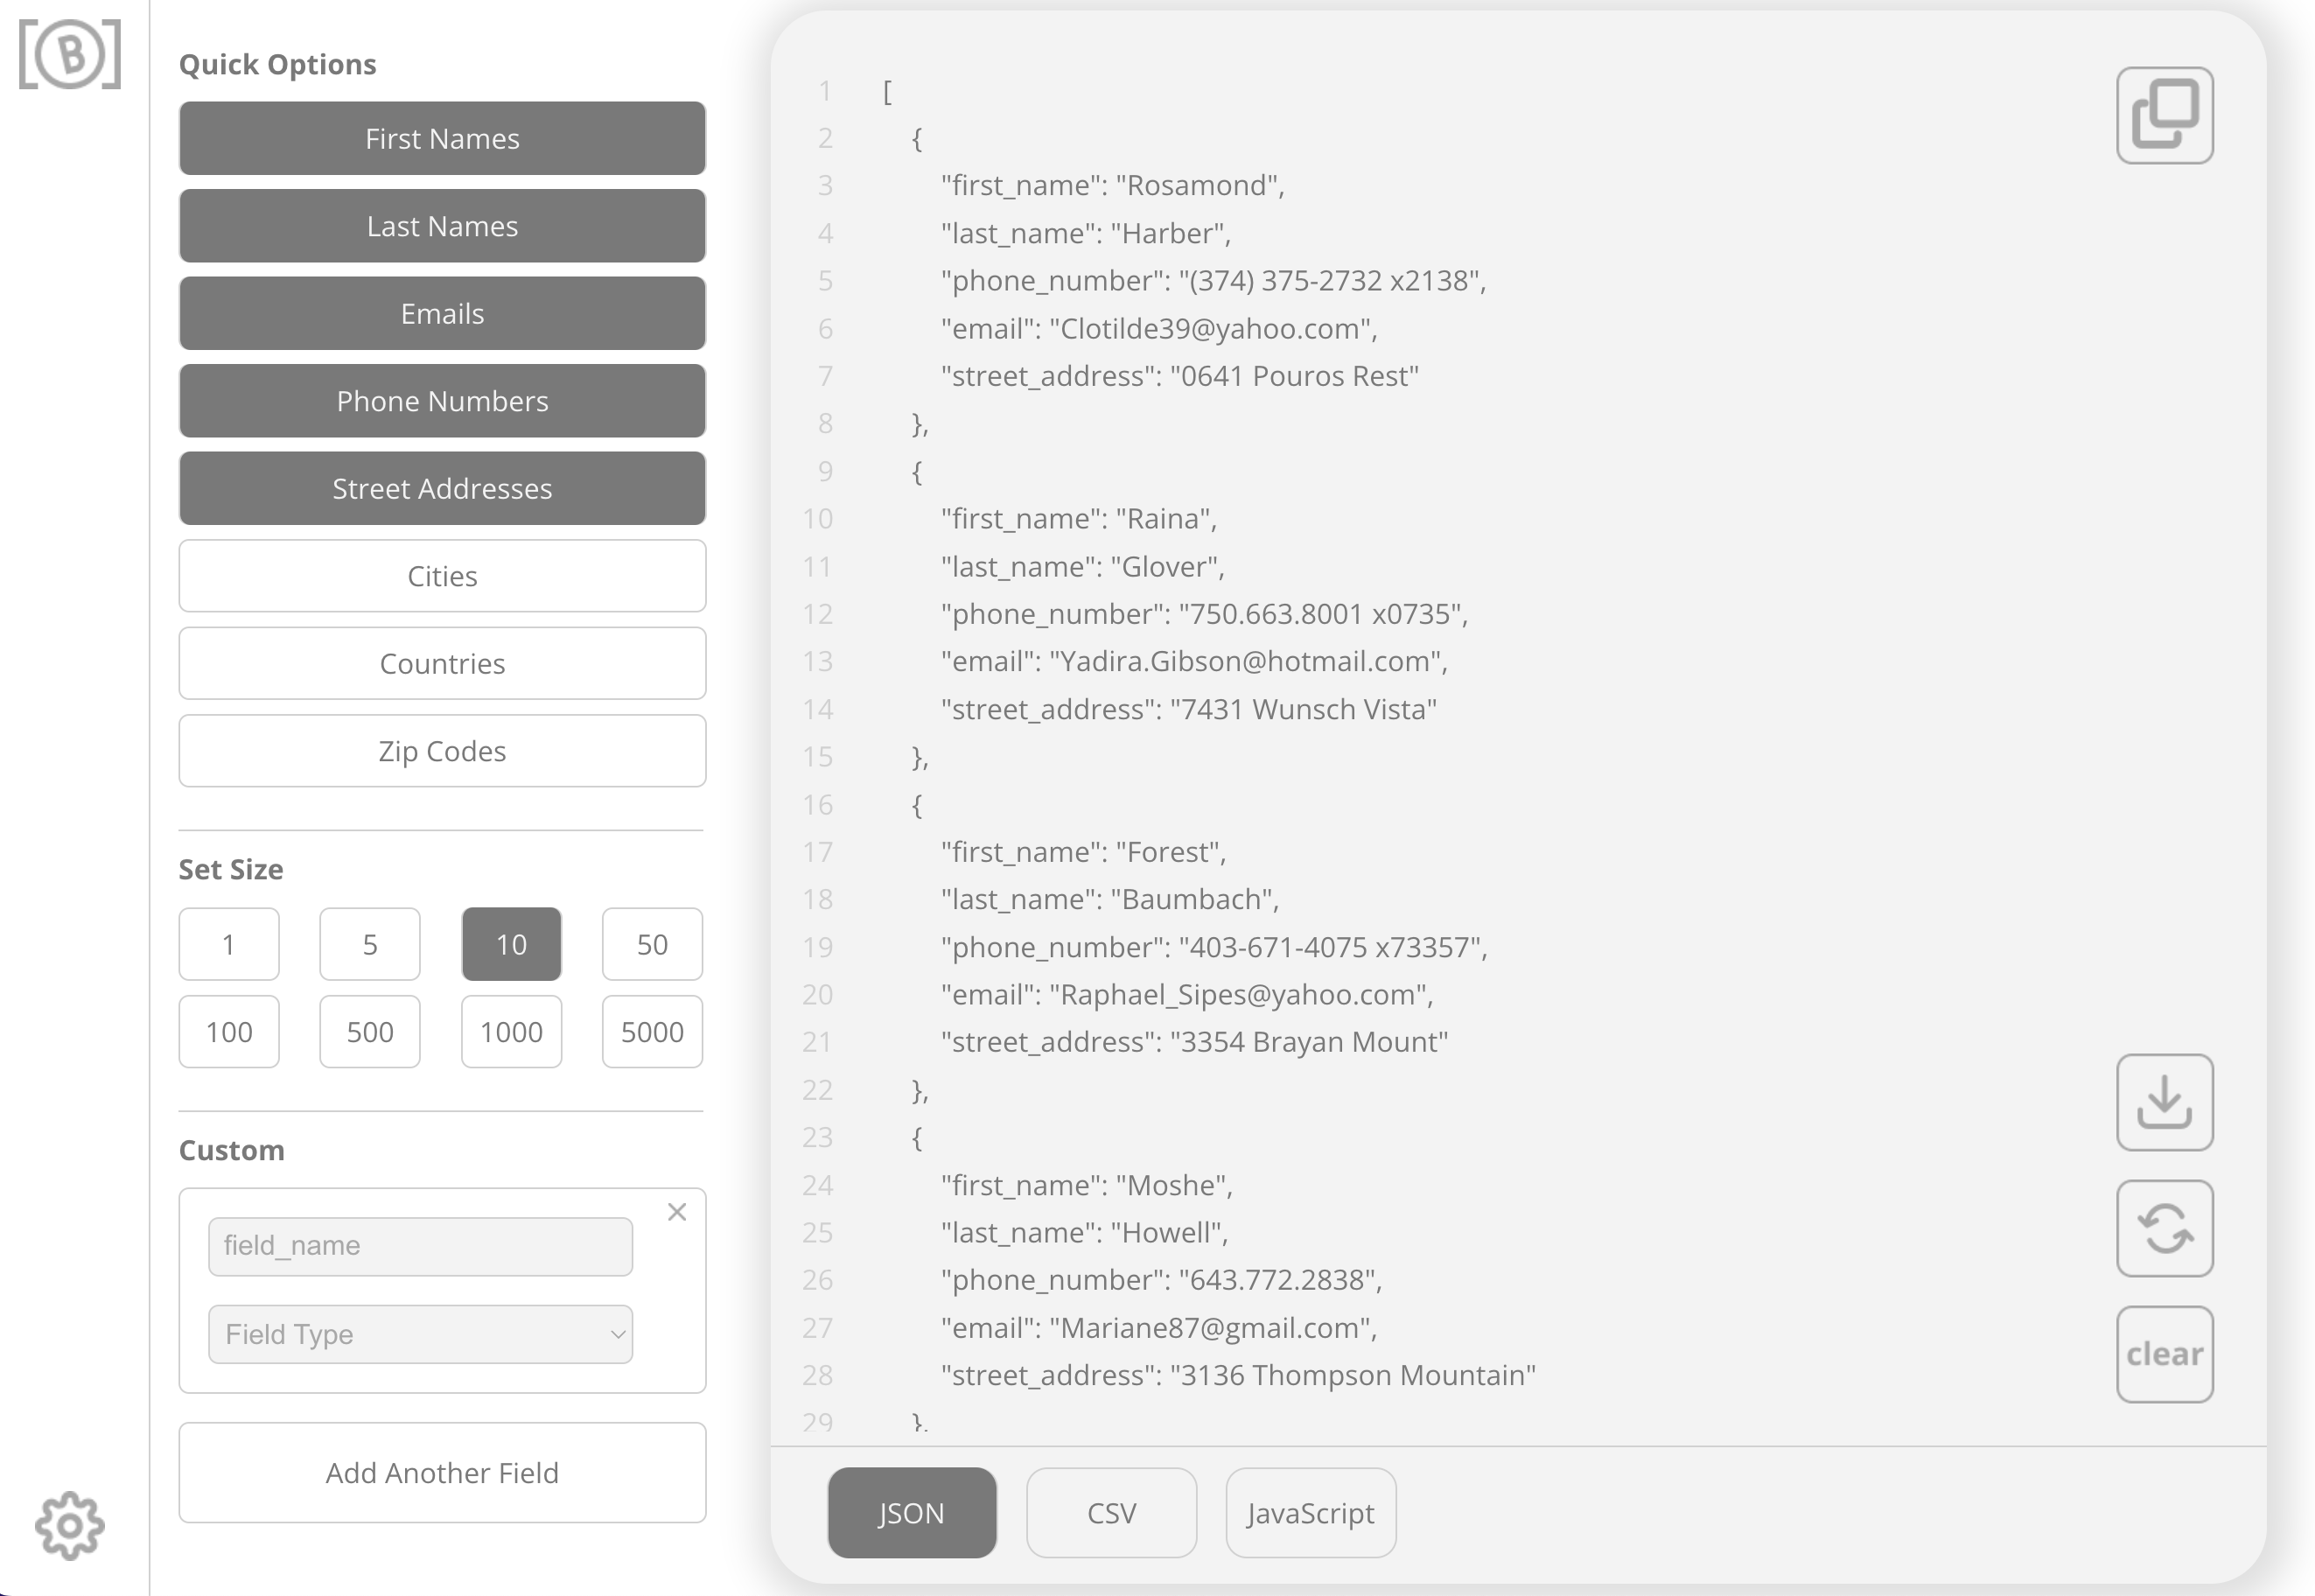 [B]
Quick Options
First Names
Last Names
Emails
Phone Numbers
Street Addresses
Cities
Countries
Zip Codes
Set Size
1 5 10 50
100 500 1000 5000
Custom
field_name
Field Type
Add Another Field
1 [
2 {
3 "first_name": "Rosamond",
4 "last_name": "Harber",
5 "phone_number": "(374) 375-2732 x2138",
6 "email": "Clotilde39@yahoo.com",
7 "street_address": "0641 Pouros Rest"
8 },
9 {
10 "first_name": "Raina",
11 "last_name": "Glover",
12 "phone_number": "750.663.8001 x0735",
13 "email": "Yadira.Gibson@hotmail.com",
14 "street_address": "7431 Wunsch Vista"
15 },
16 {
17 "first_name": "Forest",
18 "last_name": "Baumbach",
19 "phone_number": "403-671-4075 x73357",
20 "email": "Raphael_Sipes@yahoo.com",
21 "street_address": "3354 Brayan Mount"
22 },
23 {
24 "first_name": "Moshe",
25 "last_name": "Howell",
26 "phone_number": "643.772.2838",
27 "email": "Mariane87@gmail.com",
28 "street_address": "3136 Thompson Mountain"
29 },
clear
JSON CSV JavaScript